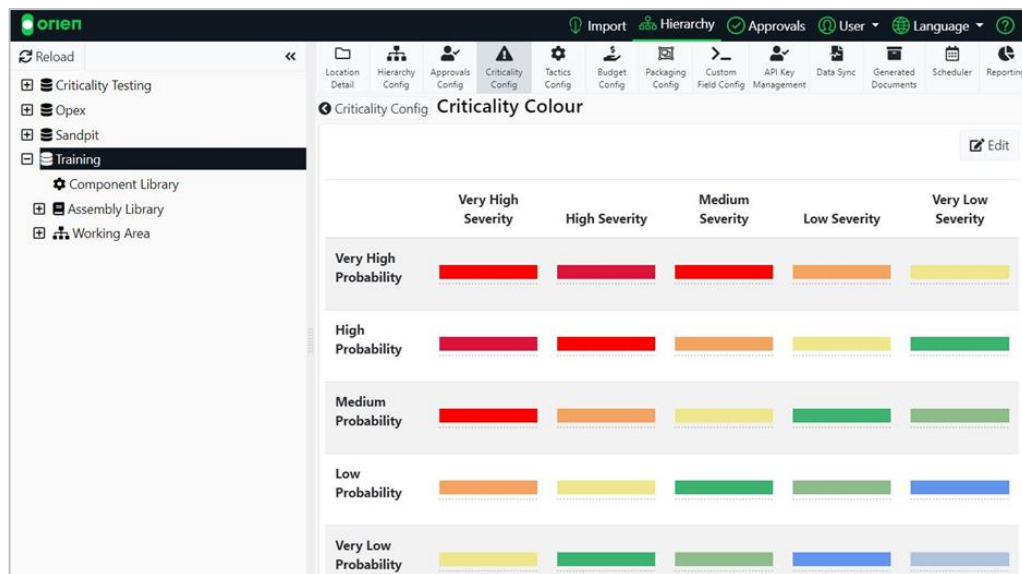 orien
Import Hierarchy Approvals User Language
Reload
Criticality Testing
Opex
Sandpit
Training
Component Library
Assembly Library
Working Area
Location Detail
Hierarchy Config
Approvals Config
Criticality Config
Tactics Config
Budget Config
Packaging Config
Custom Field Config
API Key Management
Data Sync
Generated Documents
Scheduler
Reporting
Criticality Config Criticality Colour
Edit
Very High Severity
High Severity
Medium Severity
Low Severity
Very Low Severity
Very High
Probability
High
Probability
Medium
Probability
Low
Probability
Very Low
Probability